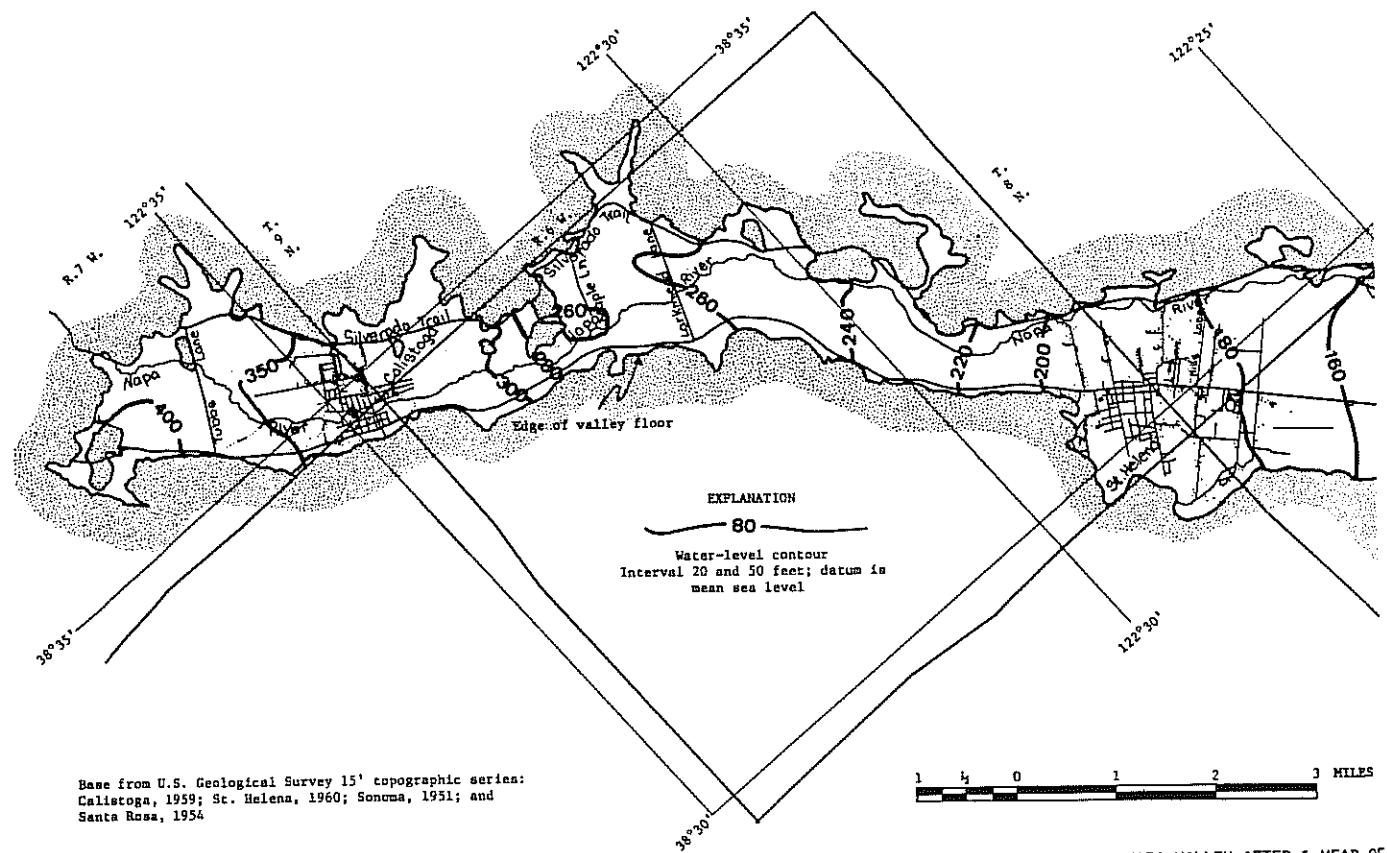 122°30'
38°35'
122°25'
T. 8 N.
122°35'
T. 9 N.
R.7 W.
R.6 W.
Silverado Trail
Silverado Trail
Calistoga
Napa
River
Lane
350
400
300
260
260
Lane
River
240
220
200
Napa
River
180
160
St Helena
Edge of valley floor
EXPLANATION
80
Water-level contour
Interval 20 and 50 feet; datum is
mean sea level
38°35'
122°30'
38°30'
Base from U.S. Geological Survey 15' topographic series:
Calistoga, 1959; St. Helena, 1960; Sonoma, 1951; and
Santa Rosa, 1954
1 ½ 0 1 2 3 MILES